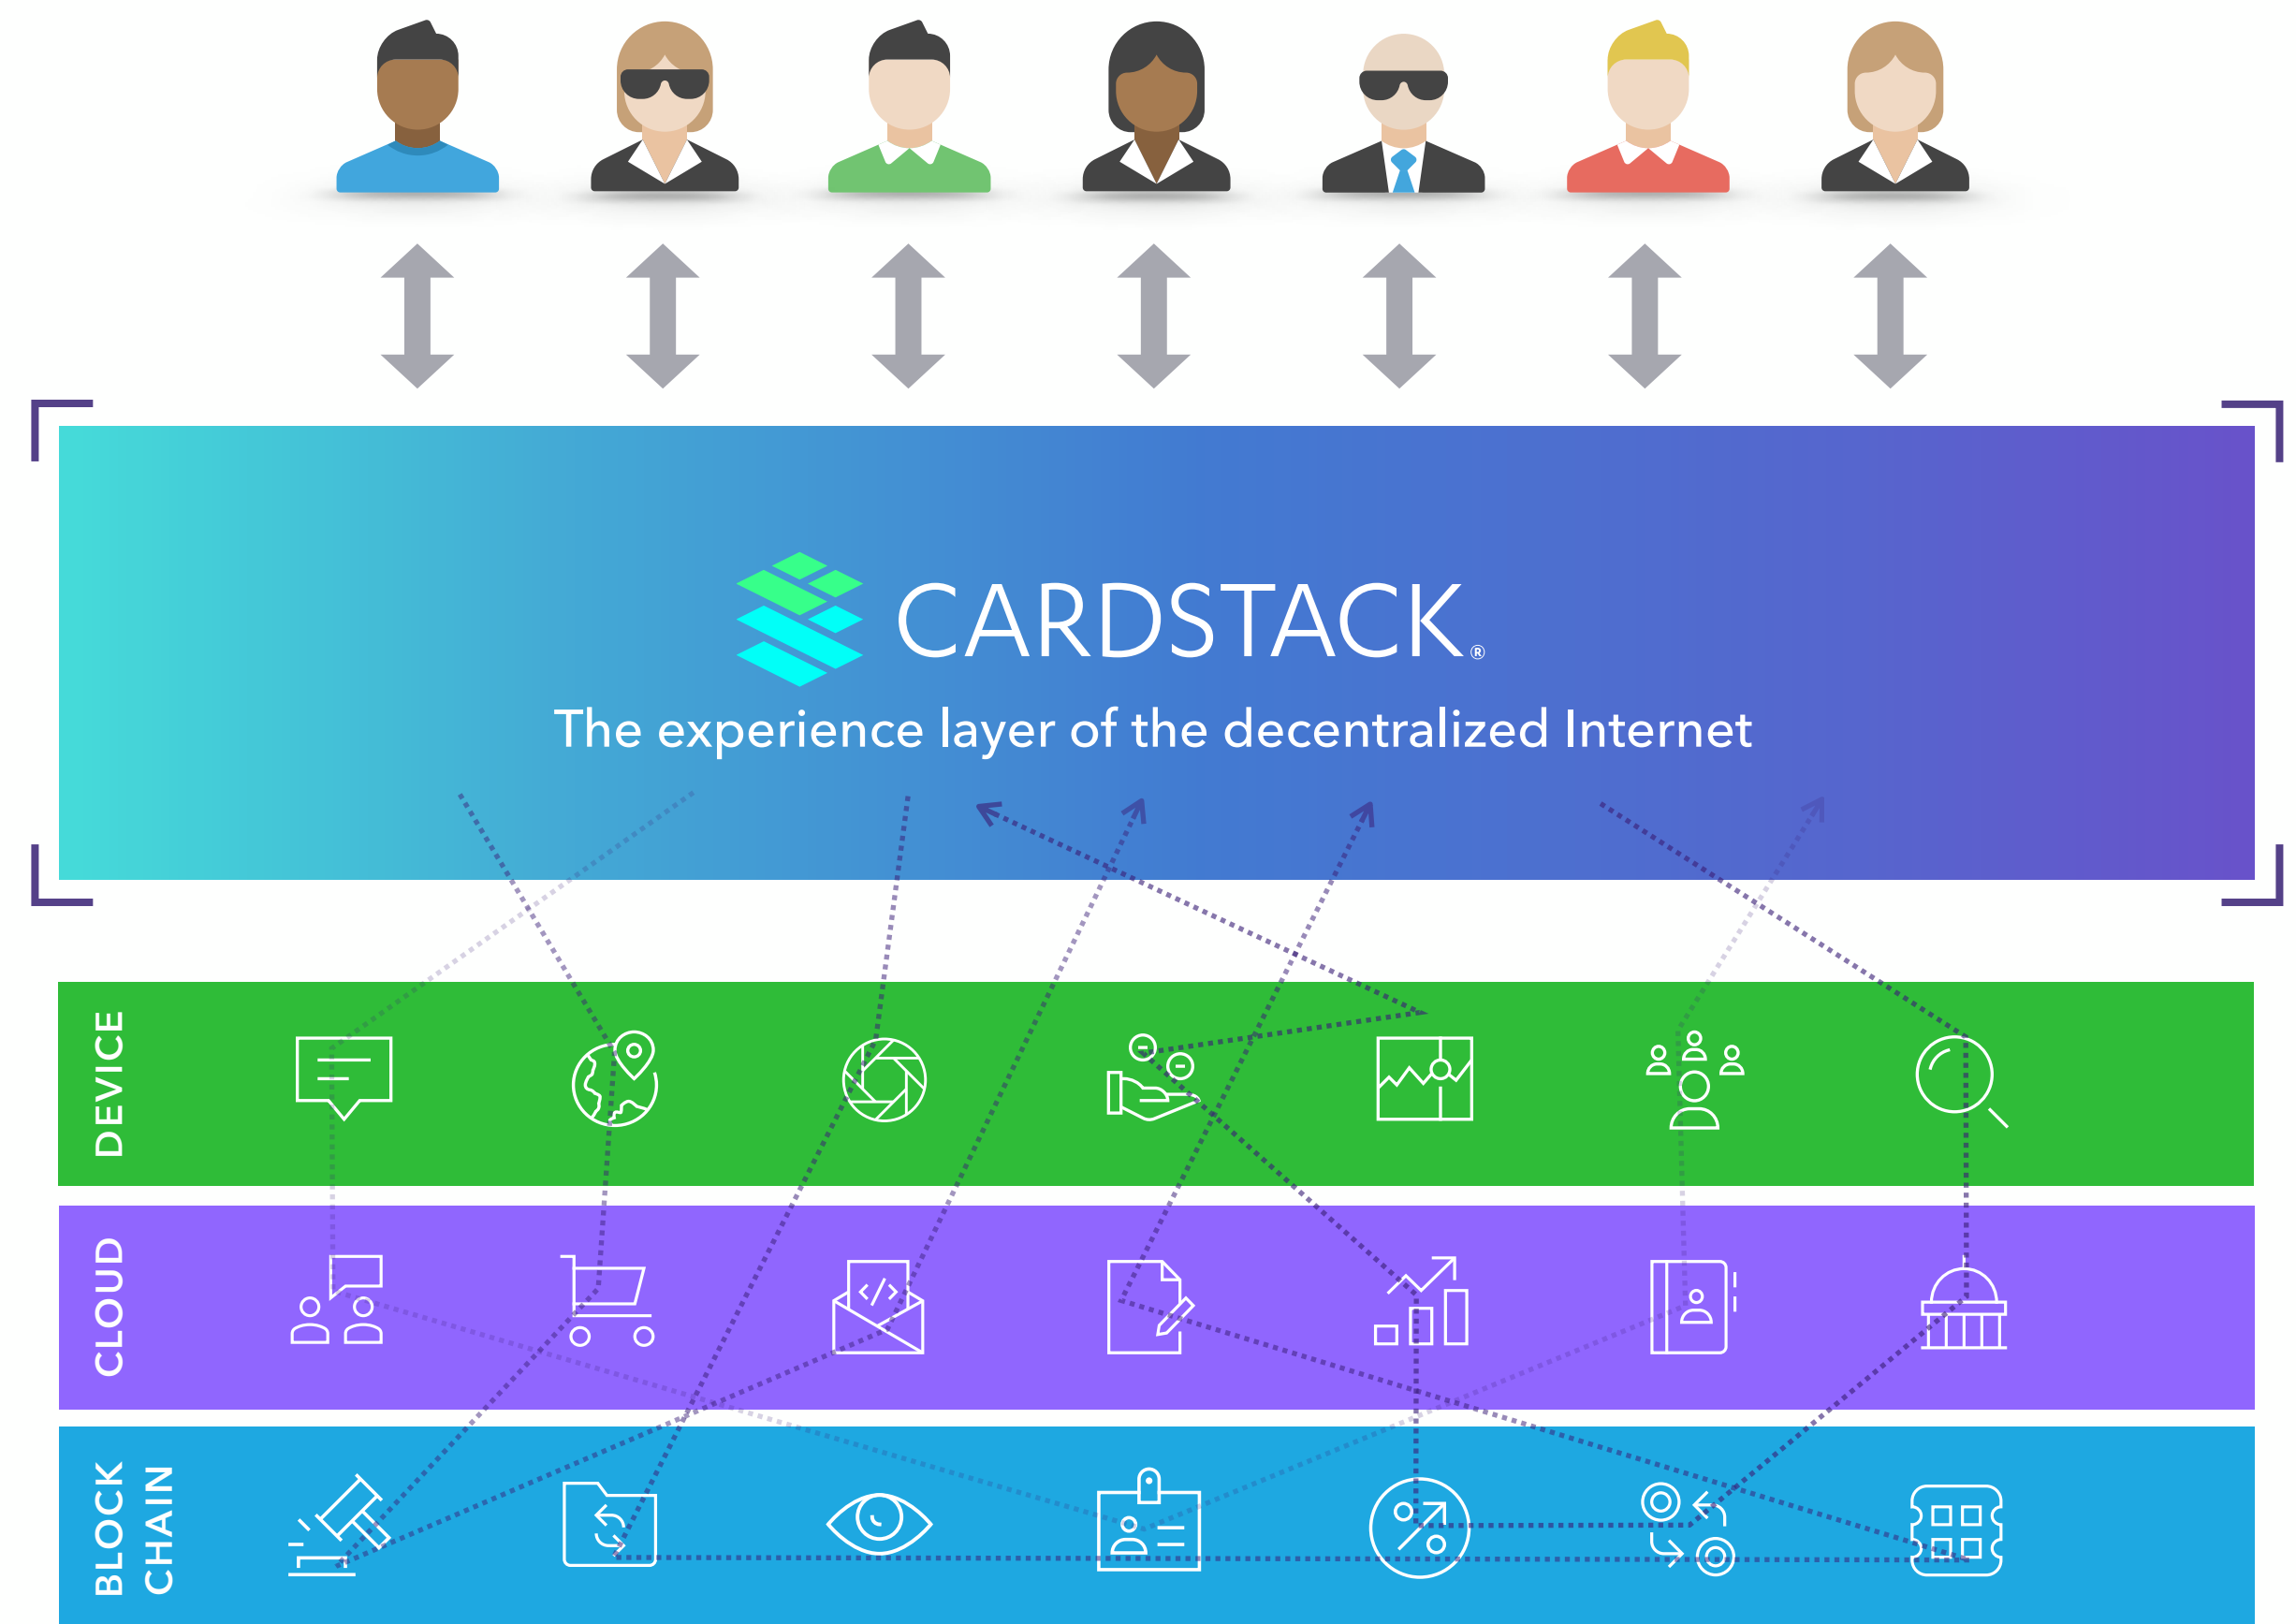 CARDSTACK®
The experience layer of the decentralized Internet
DEVICE
CLOUD
BLOCK
CHAIN